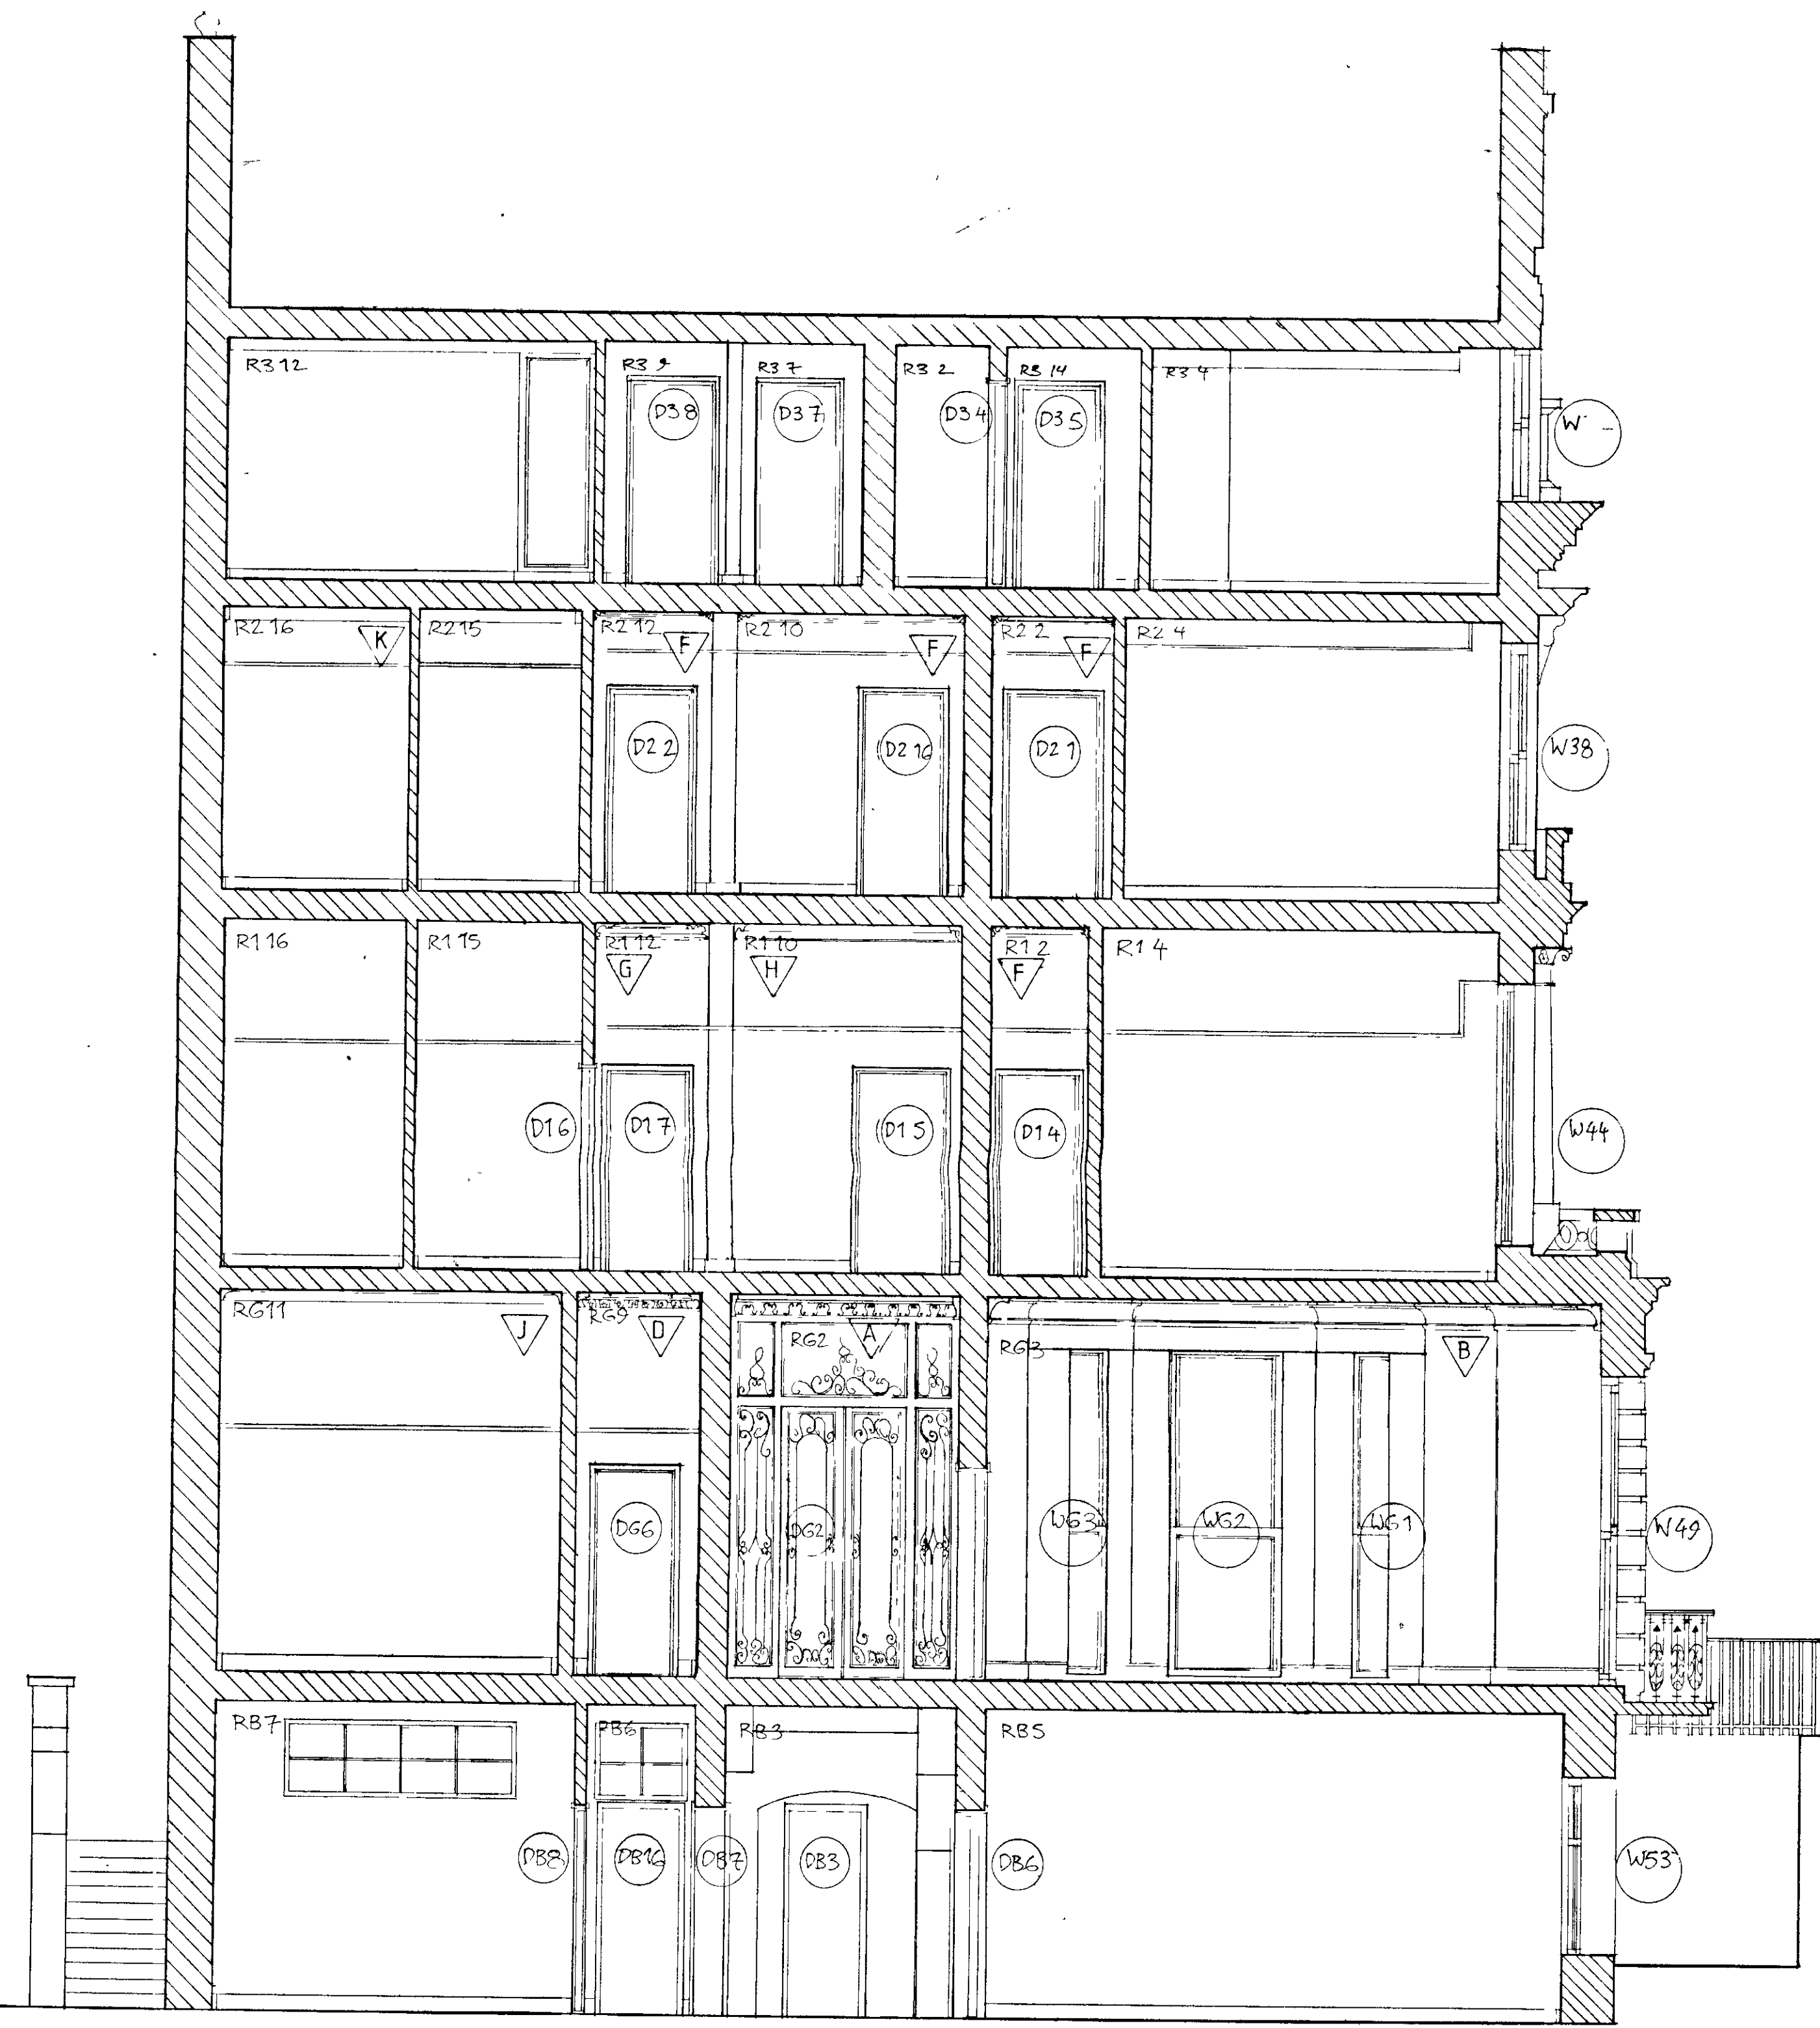 R3 12
R3 9
R3 7
R3 2
R3 14
R3 4
D3 8
D3 7
D3 4
D3 5
W
R2 16
K
R2 15
R2 12
F
R2 10
F
R2 2
F
R2 4
D2 2
D2 16
D2 1
W38
R1 16
R1 15
R1 12
G
R1 10
H
R1 2
F
R1 4
D1 6
D1 7
D1 5
D1 4
W44
RG11
J
RG9
D
RG2
A
RG3
B
DG6
DG2
WG3
WG2
WG1
W49
RB7
RB6
RB3
RB5
DB8
DB16
DB7
DB3
DB6
W53